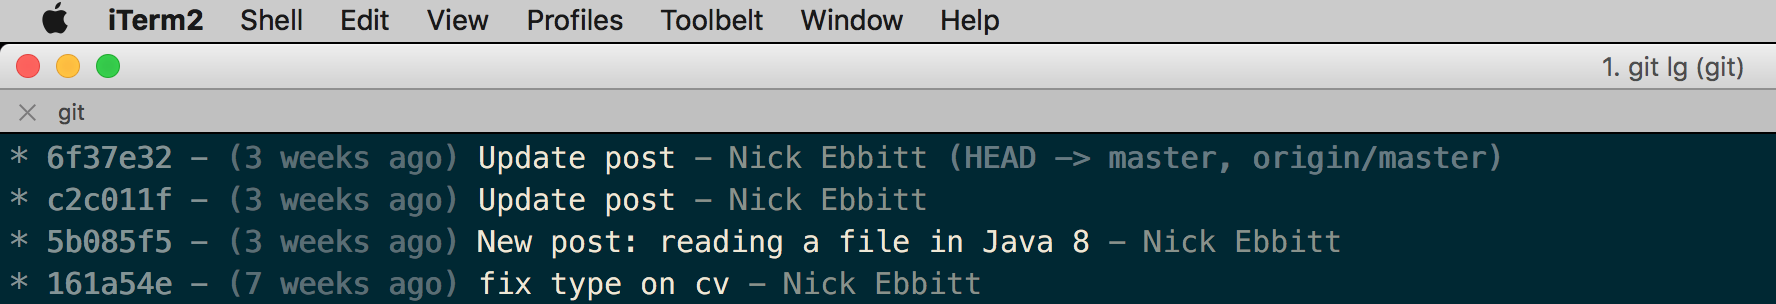 iTerm2 Shell Edit View Profiles Toolbelt Window Help
1. git lg (git)
git
* 6f37e32 - (3 weeks ago) Update post - Nick Ebbitt (HEAD -> master, origin/master)
* c2c011f - (3 weeks ago) Update post - Nick Ebbitt
* 5b085f5 - (3 weeks ago) New post: reading a file in Java 8 - Nick Ebbitt
* 161a54e - (7 weeks ago) fix type on cv - Nick Ebbitt